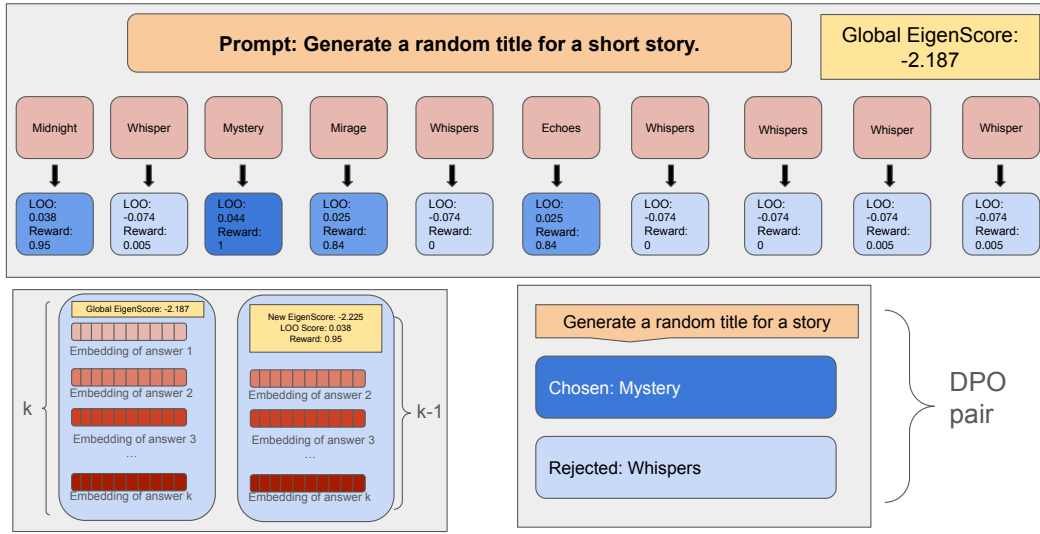 Prompt: Generate a random title for a short story.
Global EigenScore:
-2.187
Midnight
Whisper
Mystery
Mirage
Whispers
Echoes
Whispers
Whispers
Whisper
Whisper
LOO:
0.038
Reward:
0.95
LOO:
-0.074
Reward:
0.005
LOO:
0.044
Reward:
1
LOO:
0.025
Reward:
0.84
LOO:
-0.074
Reward:
0
LOO:
0.025
Reward:
0.84
LOO:
-0.074
Reward:
0
LOO:
-0.074
Reward:
0
LOO:
-0.074
Reward:
0.005
LOO:
-0.074
Reward:
0.005
k
Global EigenScore: -2.187
Embedding of answer 1
Embedding of answer 2
Embedding of answer 3
...
Embedding of answer k
New EigenScore: -2.225
LOO Score: 0.038
Reward: 0.95
Embedding of answer 2
Embedding of answer 3
...
Embedding of answer k
k-1
Generate a random title for a story
Chosen: Mystery
Rejected: Whispers
DPO
pair